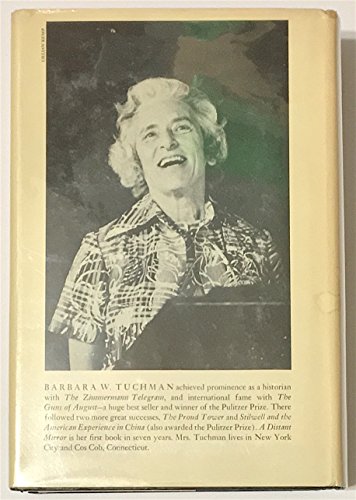 BARBARA W. TUCHMAN achieved prominence as a historian
with The Zimmermann Telegram, and international fame with The
Guns of August—a huge best seller and winner of the Pulitzer Prize. There
followed two more great successes, The Proud Tower and Stilwell and the
American Experience in China (also awarded the Pulitzer Prize). A Distant
Mirror is her first book in seven years. Mrs. Tuchman lives in New York
City and Cos Cob, Connecticut.